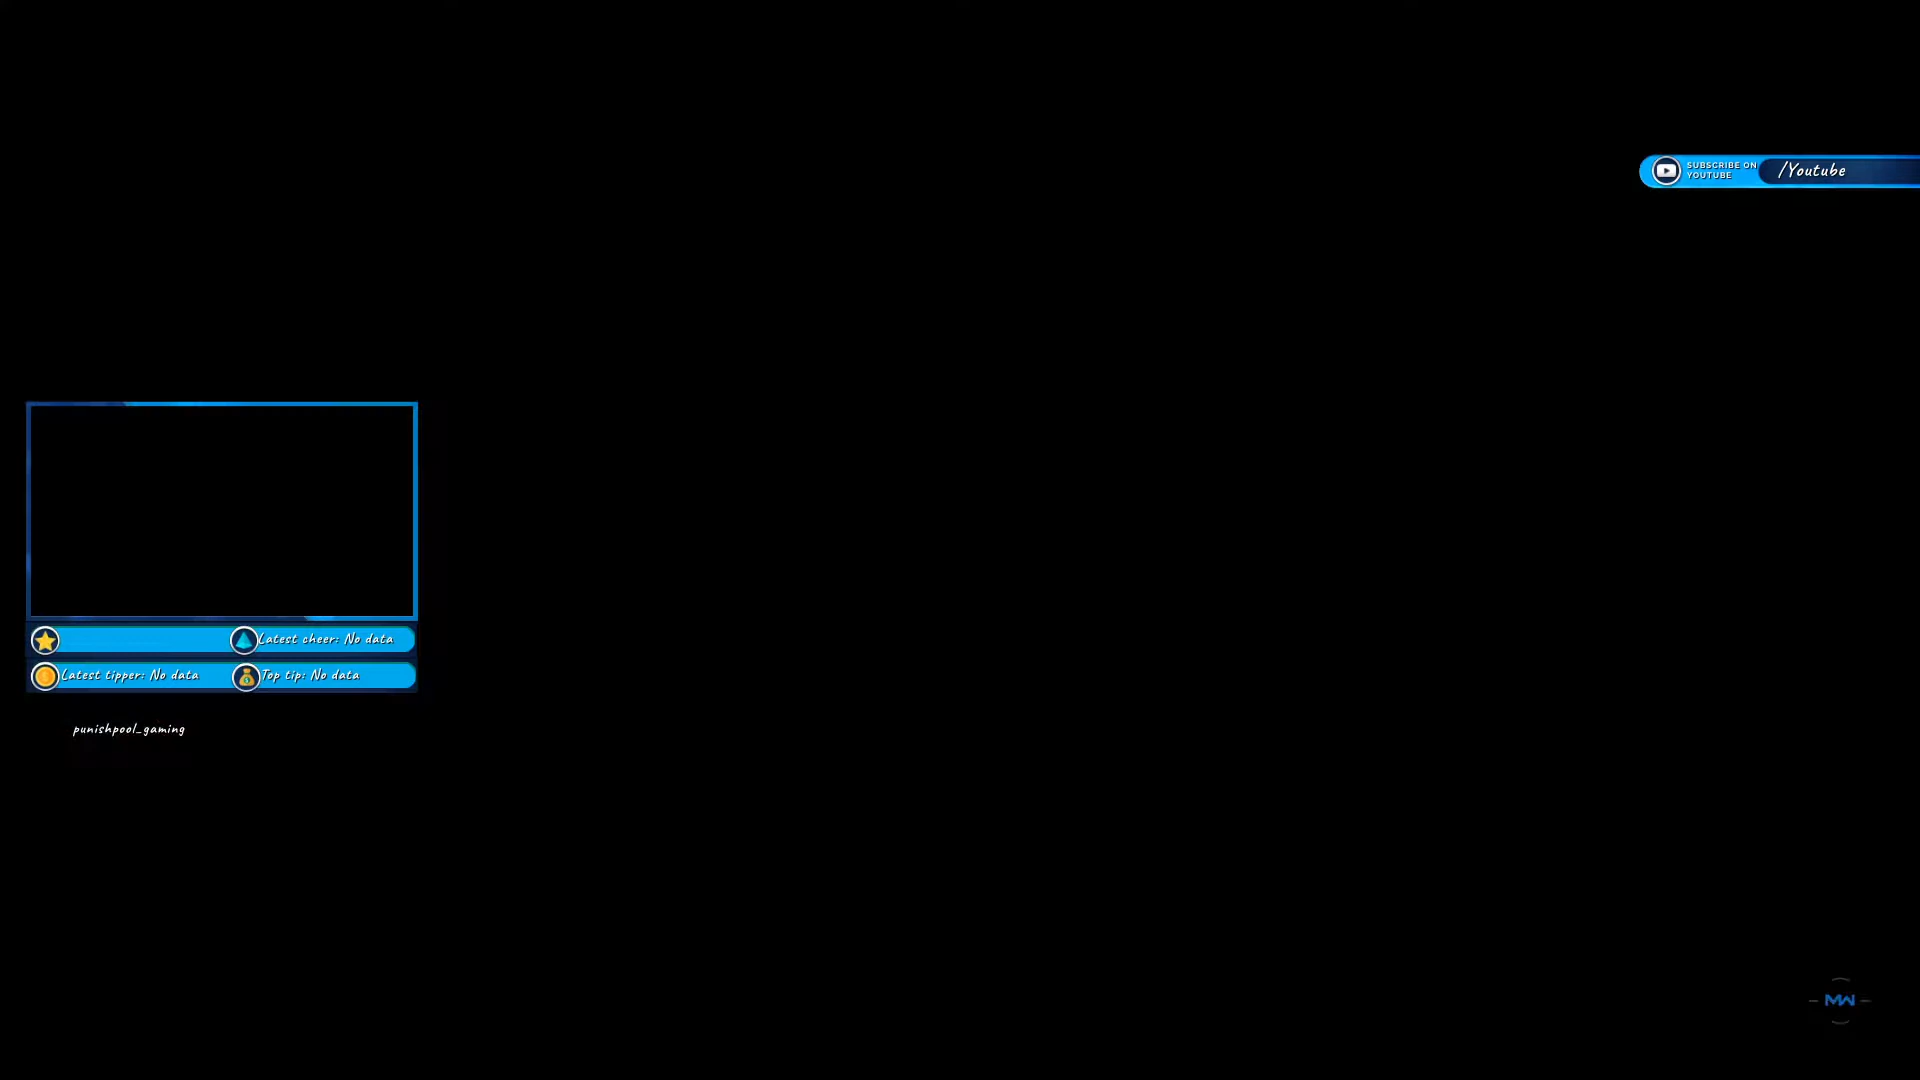 SUBSCRIBE ON
YOUTUBE
/Youtube
Latest cheer: No data
Latest tipper: No data
Top tip: No data
punishpool_gaming
MW